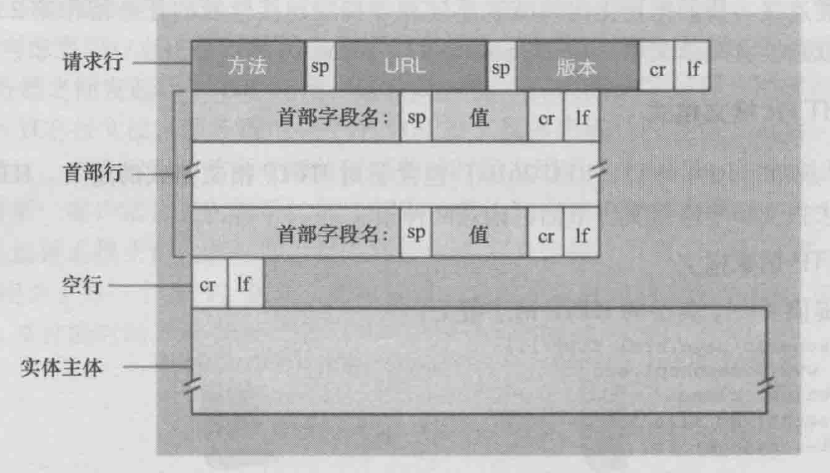 请求行 方法 sp URL sp 版本 cr lf
首部字段名: sp 值 cr lf
首部行
首部字段名: sp 值 cr lf
空行 cr lf
实体主体